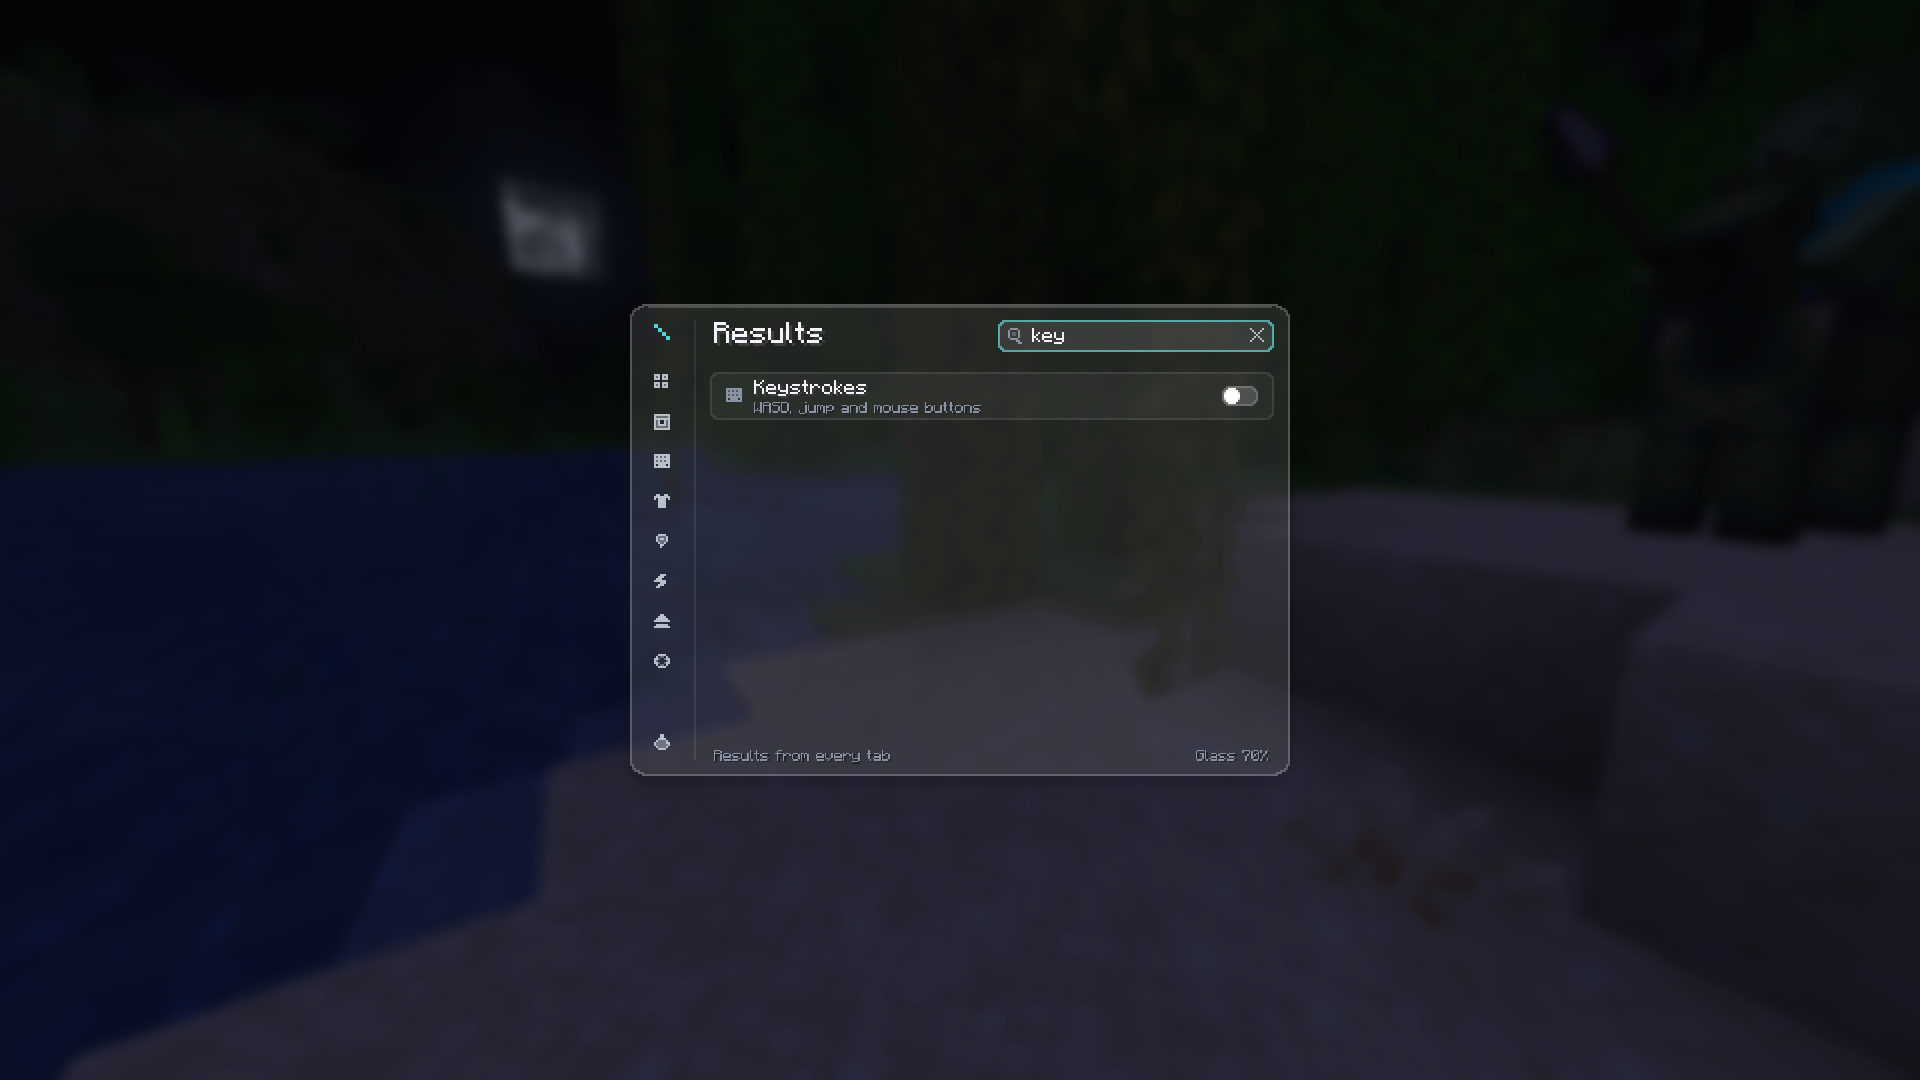 Results
key
Keystrokes
WASD, jump and mouse buttons
Results from every tab
Glass 70%